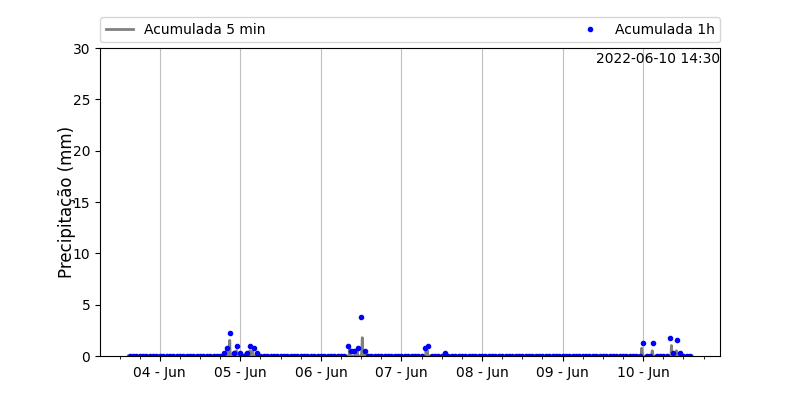 Acumulada 5 min Acumulada 1h
2022-06-10 14:30
Precipitação (mm)
30
25
20
15
10
5
0
04 - Jun 05 - Jun 06 - Jun 07 - Jun 08 - Jun 09 - Jun 10 - Jun